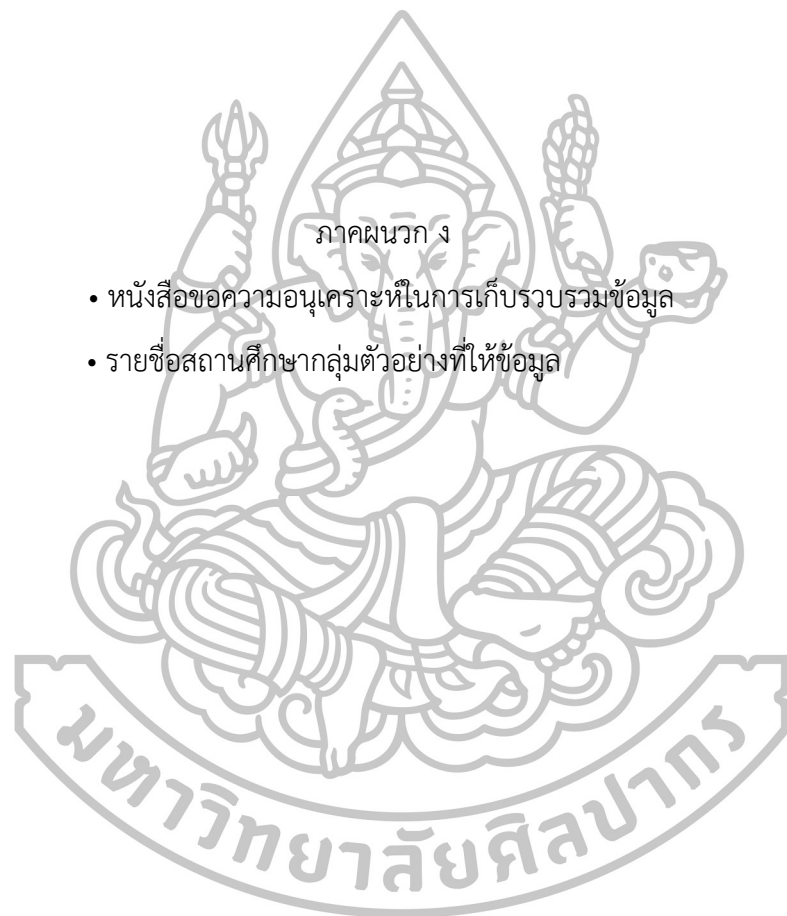 ภาคผนวก ง
• หนังสือขอความอนุเคราะห์ในการเก็บรวบรวมข้อมูล
• รายชื่อสถานศึกษากลุ่มตัวอย่างที่ให้ข้อมูล
มหาวิทยาลัยศิลปากร